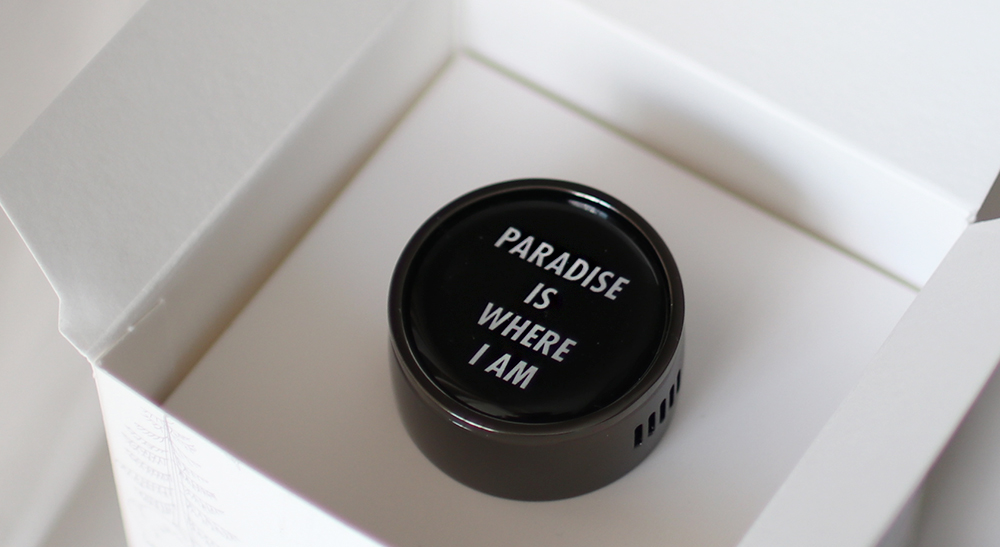 PARADISE
IS
WHERE
I AM